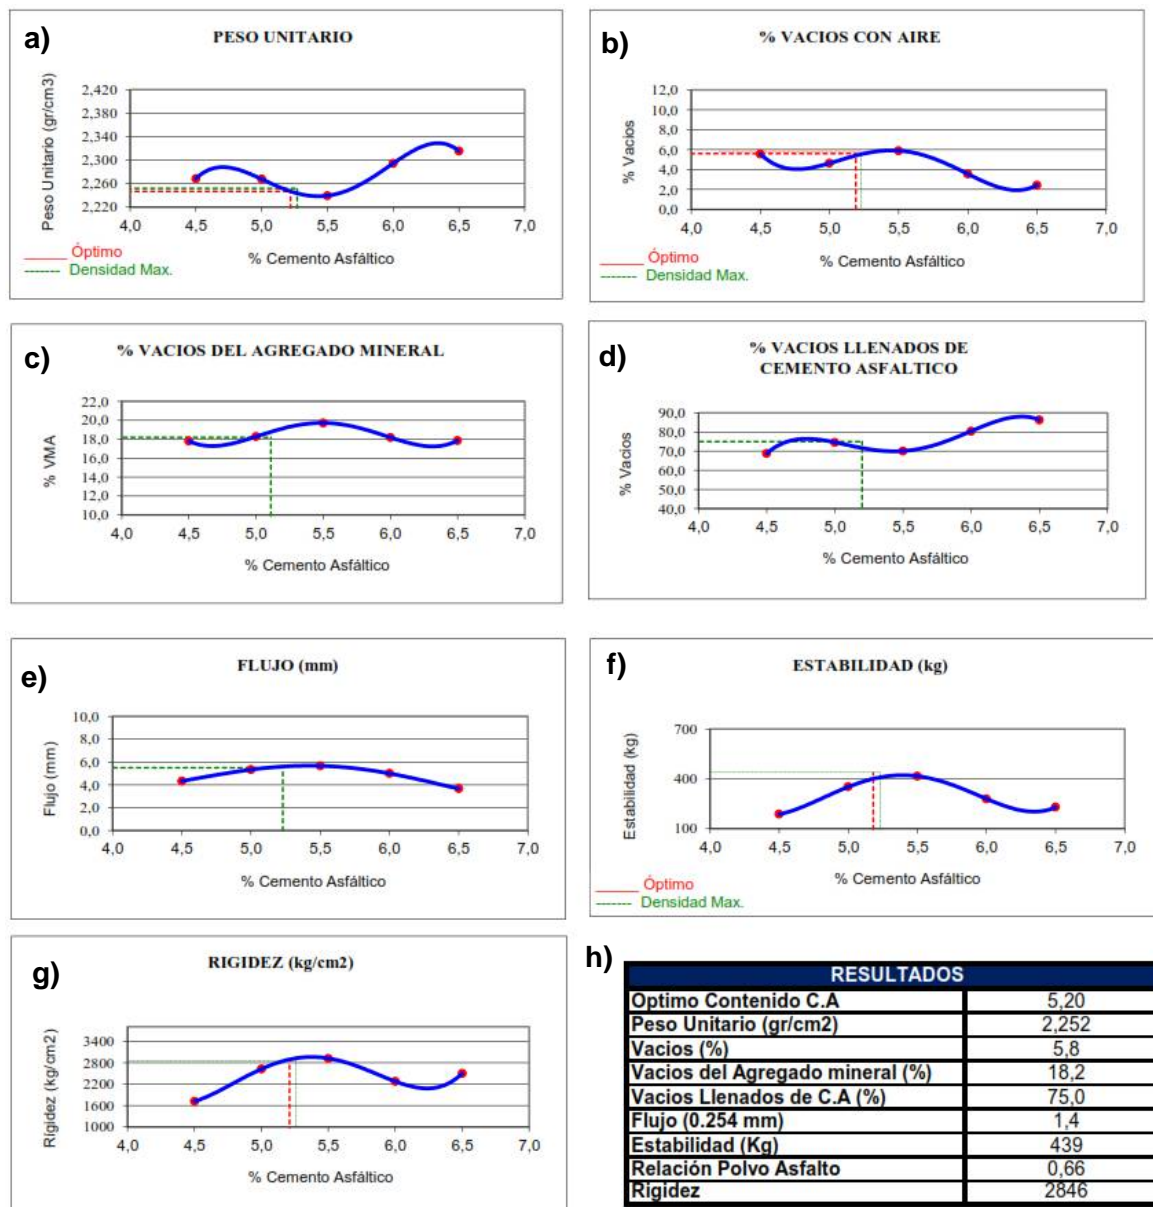 a)
PESO UNITARIO
Peso Unitario (gr/cm3)
2,420
2,380
2,340
2,300
2,260
2,220
4,0 4,5 5,0 5,5 6,0 6,5 7,0
% Cemento Asfáltico
______ Óptimo
------- Densidad Max.
b)
% VACIOS CON AIRE
% Vacios
12,0
10,0
8,0
6,0
4,0
2,0
0,0
4,0 4,5 5,0 5,5 6,0 6,5 7,0
% Cemento Asfáltico
______ Óptimo
------- Densidad Max.
c)
% VACIOS DEL AGREGADO MINERAL
% VMA
22,0
20,0
18,0
16,0
14,0
12,0
10,0
4,0 4,5 5,0 5,5 6,0 6,5 7,0
% Cemento Asfáltico
d)
% VACIOS LLENADOS DE
CEMENTO ASFALTICO
% Vacios
90,0
80,0
70,0
60,0
50,0
40,0
4,0 4,5 5,0 5,5 6,0 6,5 7,0
% Cemento Asfáltico
e)
FLUJO (mm)
Flujo (mm)
10,0
8,0
6,0
4,0
2,0
0,0
4,0 4,5 5,0 5,5 6,0 6,5 7,0
% Cemento Asfáltico
f)
ESTABILIDAD (kg)
Estabilidad (kg)
700
400
100
4,0 4,5 5,0 5,5 6,0 6,5 7,0
% Cemento Asfáltico
______ Óptimo
------- Densidad Max.
g)
RIGIDEZ (kg/cm2)
Rigidez (kg/cm2)
3400
2800
2200
1600
1000
4,0 4,5 5,0 5,5 6,0 6,5 7,0
% Cemento Asfáltico
h)
RESULTADOS
Optimo Contenido C.A 5,20
Peso Unitario (gr/cm2) 2,252
Vacios (%) 5,8
Vacios del Agregado mineral (%) 18,2
Vacios Llenados de C.A (%) 75,0
Flujo (0.254 mm) 1,4
Estabilidad (Kg) 439
Relación Polvo Asfalto 0,66
Rigidez 2846